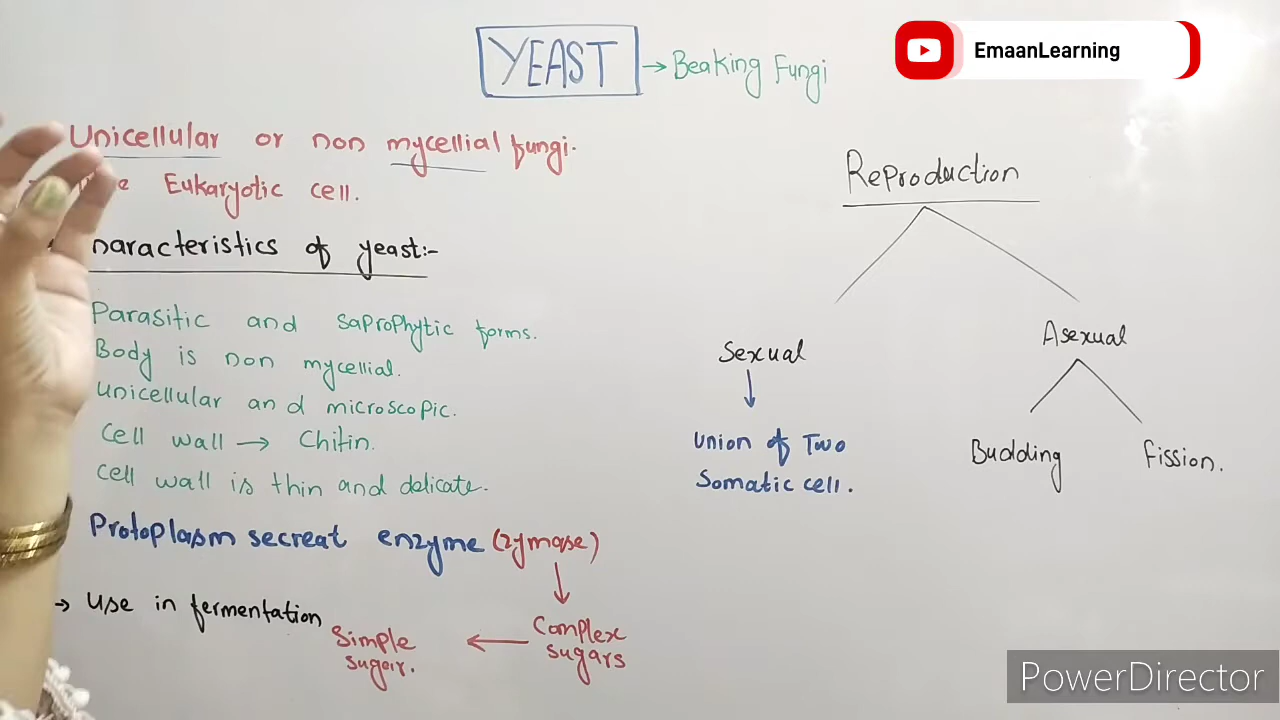 YEAST → Beaking Fungi
EmaanLearning
Unicellular or non mycellial fungi.
Eukaryotic cell.
haracteristics of yeast:-
Parasitic and saprophytic forms.
Body is non mycellial.
Unicellular and microscopic.
Cell wall → Chitin.
Cell wall is thin and delicate.
Protoplasm secreat enzyme (zymase)
→ Use in fermentation
Complex
sugars
Simple
sugar.
Reproduction
Sexual
Union of Two
Somatic cell.
Asexual
Budding
Fission.
PowerDirector